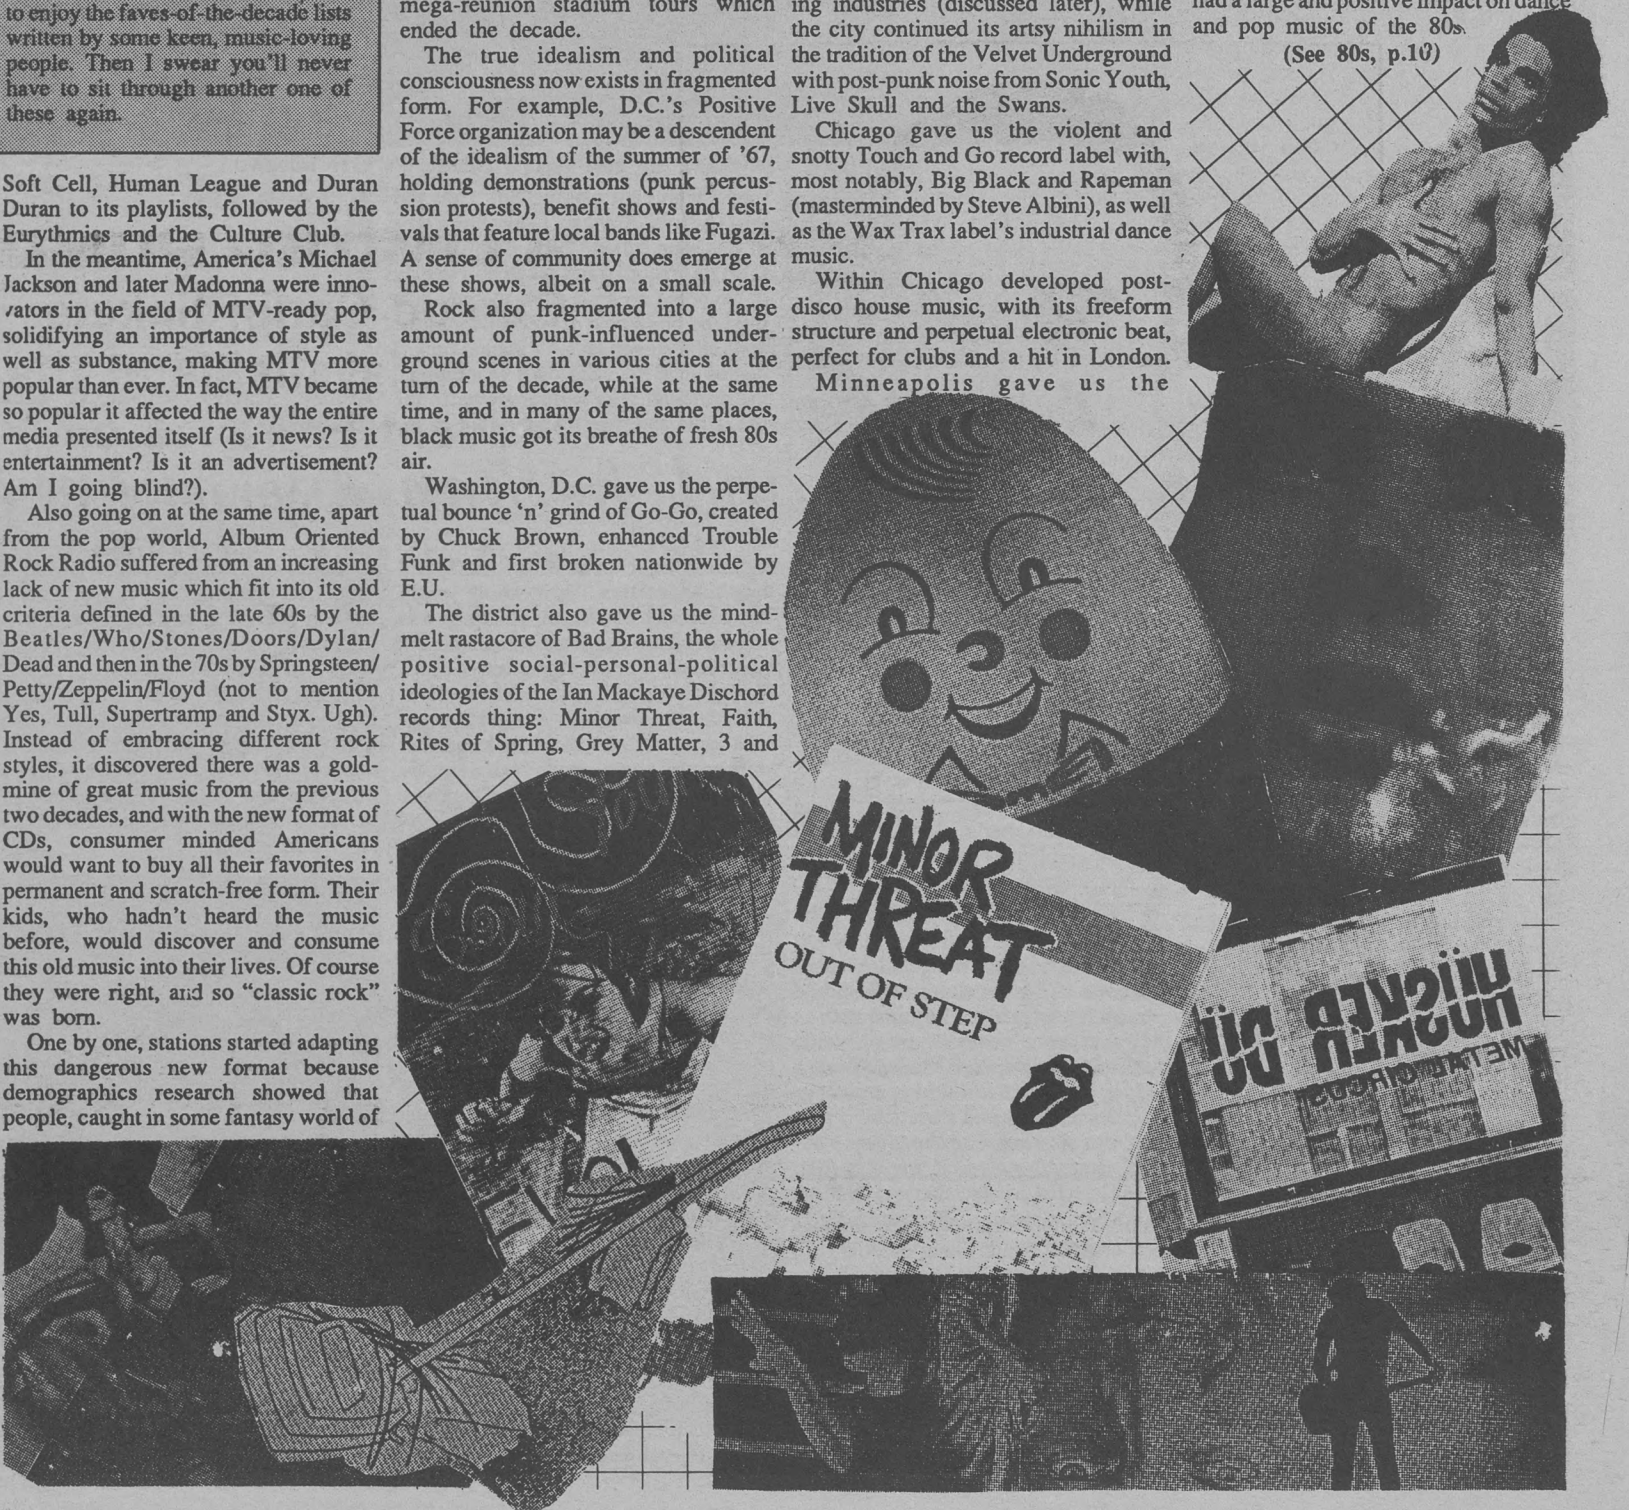 to enjoy the faves-of-the-decade lists
written by some keen, music-loving
people. Then I swear you'll never
have to sit through another one of
these again.
Soft Cell, Human League and Duran
Duran to its playlists, followed by the
Eurythmics and the Culture Club.
In the meantime, America's Michael
Jackson and later Madonna were inno-
vators in the field of MTV-ready pop,
solidifying an importance of style as
well as substance, making MTV more
popular than ever. In fact, MTV became
so popular it affected the way the entire
media presented itself (Is it news? Is it
entertainment? Is it an advertisement?
Am I going blind?).
Also going on at the same time, apart
from the pop world, Album Oriented
Rock Radio suffered from an increasing
lack of new music which fit into its old
criteria defined in the late 60s by the
Beatles/Who/Stones/Doors/Dylan/
Dead and then in the 70s by Springsteen/
Petty/Zeppelin/Floyd (not to mention
Yes, Tull, Supertramp and Styx. Ugh).
Instead of embracing different rock
styles, it discovered there was a gold-
mine of great music from the previous
two decades, and with the new format of
CDs, consumer minded Americans
would want to buy all their favorites in
permanent and scratch-free form. Their
kids, who hadn't heard the music
before, would discover and consume
this old music into their lives. Of course
they were right, and so "classic rock"
was born.
One by one, stations started adapting
this dangerous new format because
demographics research showed that
people, caught in some fantasy world of
mega-reunion stadium tours which
ended the decade.
The true idealism and political
consciousness now exists in fragmented
form. For example, D.C.'s Positive
Force organization may be a descendent
of the idealism of the summer of '67,
holding demonstrations (punk percus-
sion protests), benefit shows and festi-
vals that feature local bands like Fugazi.
A sense of community does emerge at
these shows, albeit on a small scale.
Rock also fragmented into a large
amount of punk-influenced under-
ground scenes in various cities at the
turn of the decade, while at the same
time, and in many of the same places,
black music got its breathe of fresh 80s
air.
Washington, D.C. gave us the perpe-
tual bounce 'n' grind of Go-Go, created
by Chuck Brown, enhanced Trouble
Funk and first broken nationwide by
E.U.
The district also gave us the mind-
melt rastacore of Bad Brains, the whole
positive social-personal-political
ideologies of the Ian Mackaye Dischord
records thing: Minor Threat, Faith,
Rites of Spring, Grey Matter, 3 and
ing industries (discussed later), while
the city continued its artsy nihilism in
the tradition of the Velvet Underground
with post-punk noise from Sonic Youth,
Live Skull and the Swans.
Chicago gave us the violent and
snotty Touch and Go record label with,
most notably, Big Black and Rapeman
(masterminded by Steve Albini), as well
as the Wax Trax label's industrial dance
music.
Within Chicago developed post-
disco house music, with its freeform
structure and perpetual electronic beat,
perfect for clubs and a hit in London.
Minneapolis gave us the
had a large and positive impact on dance
and pop music of the 80s.
(See 80s, p.10)
MINOR
THREAT
OUT OF STEP
HÜSKER DÜ
METAL CIRCUS